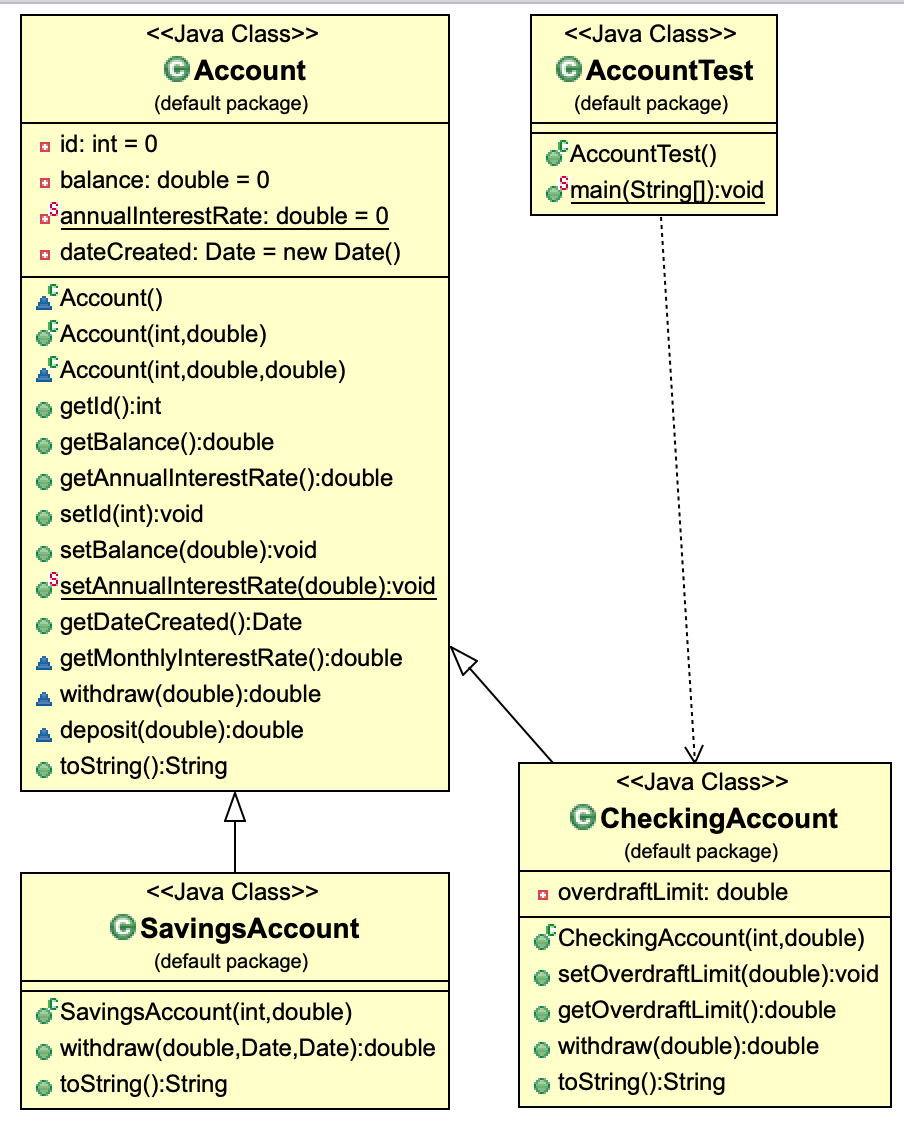 <<Java Class>>
Account
(default package)
id: int = 0
balance: double = 0
annualInterestRate: double = 0
dateCreated: Date = new Date()
Account()
Account(int,double)
Account(int,double,double)
getId():int
getBalance():double
getAnnualInterestRate():double
setId(int):void
setBalance(double):void
setAnnualInterestRate(double):void
getDateCreated():Date
getMonthlyInterestRate():double
withdraw(double):double
deposit(double):double
toString():String
<<Java Class>>
AccountTest
(default package)
AccountTest()
main(String[]):void
<<Java Class>>
SavingsAccount
(default package)
SavingsAccount(int,double)
withdraw(double,Date,Date):double
toString():String
<<Java Class>>
CheckingAccount
(default package)
overdraftLimit: double
CheckingAccount(int,double)
setOverdraftLimit(double):void
getOverdraftLimit():double
withdraw(double):double
toString():String